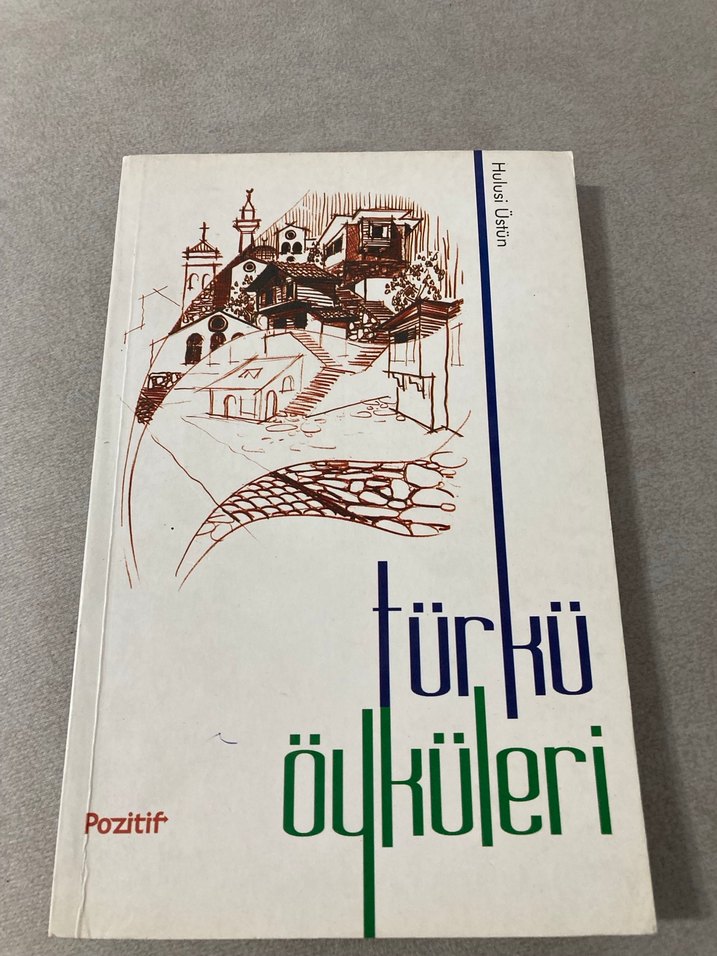 Hulusi Üstün
türkü
öyküleri
Pozitif